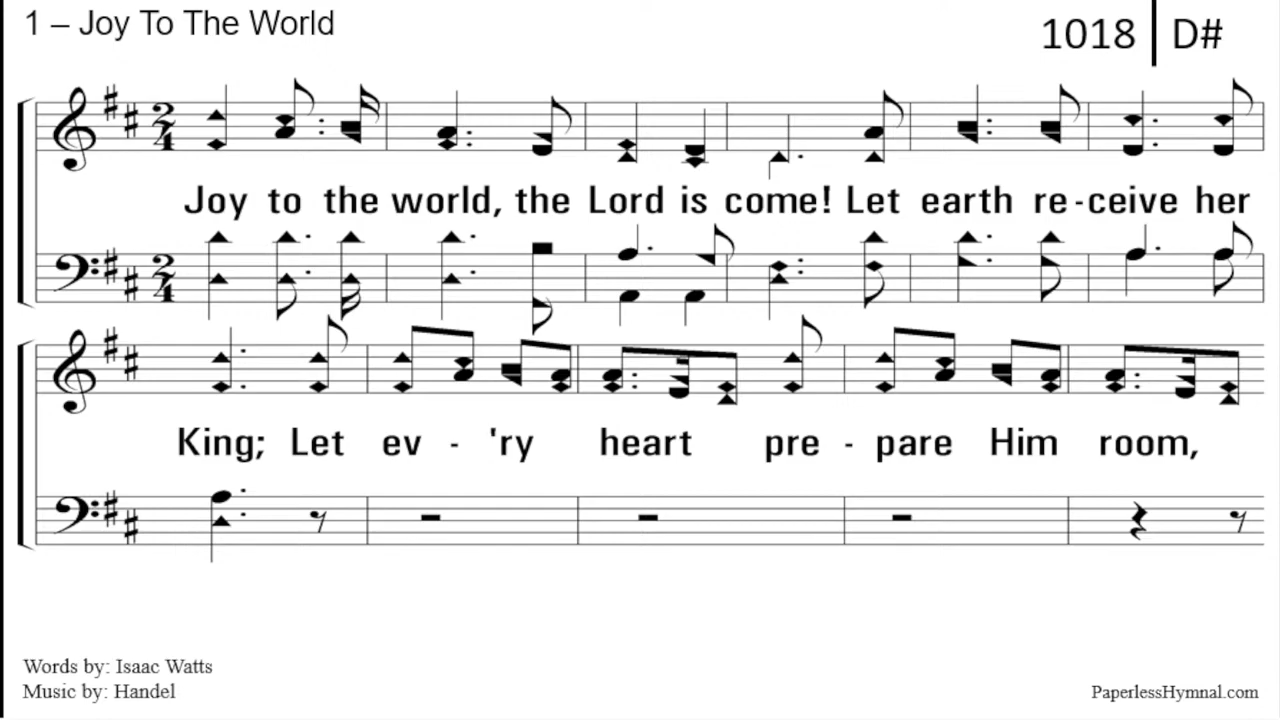 1 – Joy To The World
1018 | D#
Joy to the world, the Lord is come! Let earth re-ceive her
King; Let ev - 'ry heart pre - pare Him room,
Words by: Isaac Watts
Music by: Handel
PaperlessHymnal.com